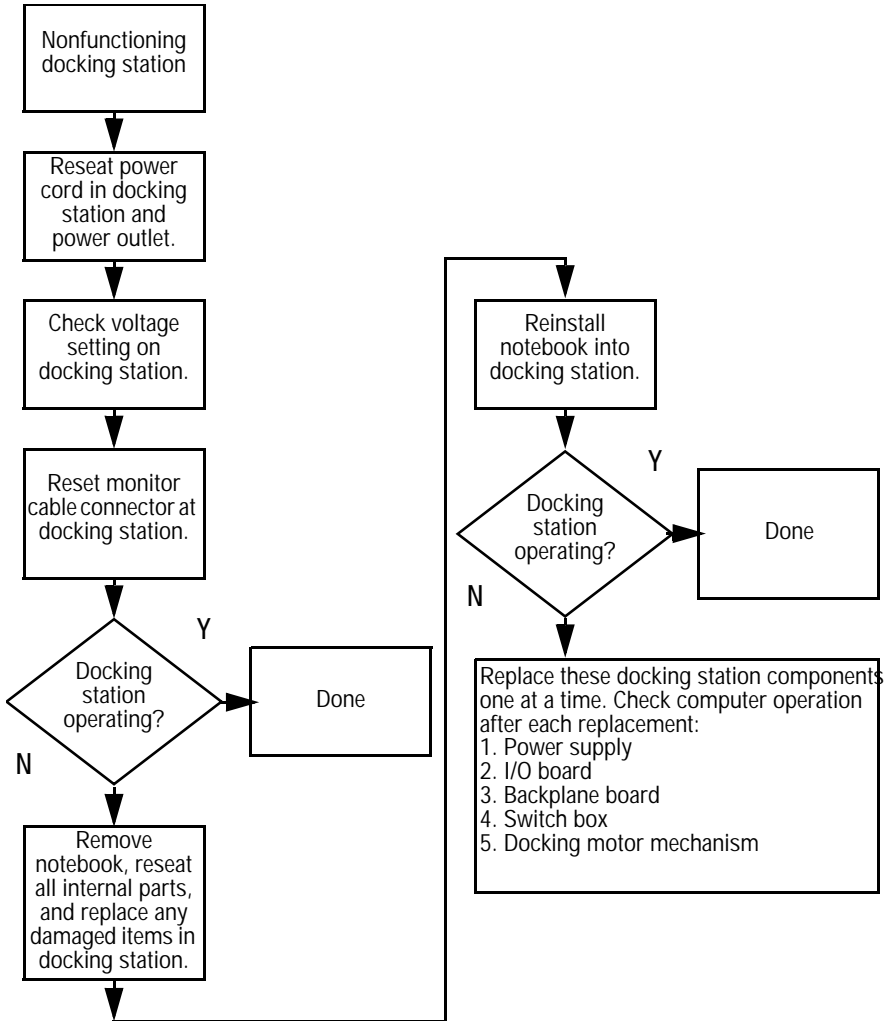 Nonfunctioning
docking station
Reseat power
cord in docking
station and
power outlet.
Check voltage
setting on
docking station.
Reset monitor
cable connector at
docking station.
Y
Docking
station
operating?
Done
N
Remove
notebook, reseat
all internal parts,
and replace any
damaged items in
docking station.
Reinstall
notebook into
docking station.
Y
Docking
station
operating?
Done
N
Replace these docking station components
one at a time. Check computer operation
after each replacement:
1. Power supply
2. I/O board
3. Backplane board
4. Switch box
5. Docking motor mechanism